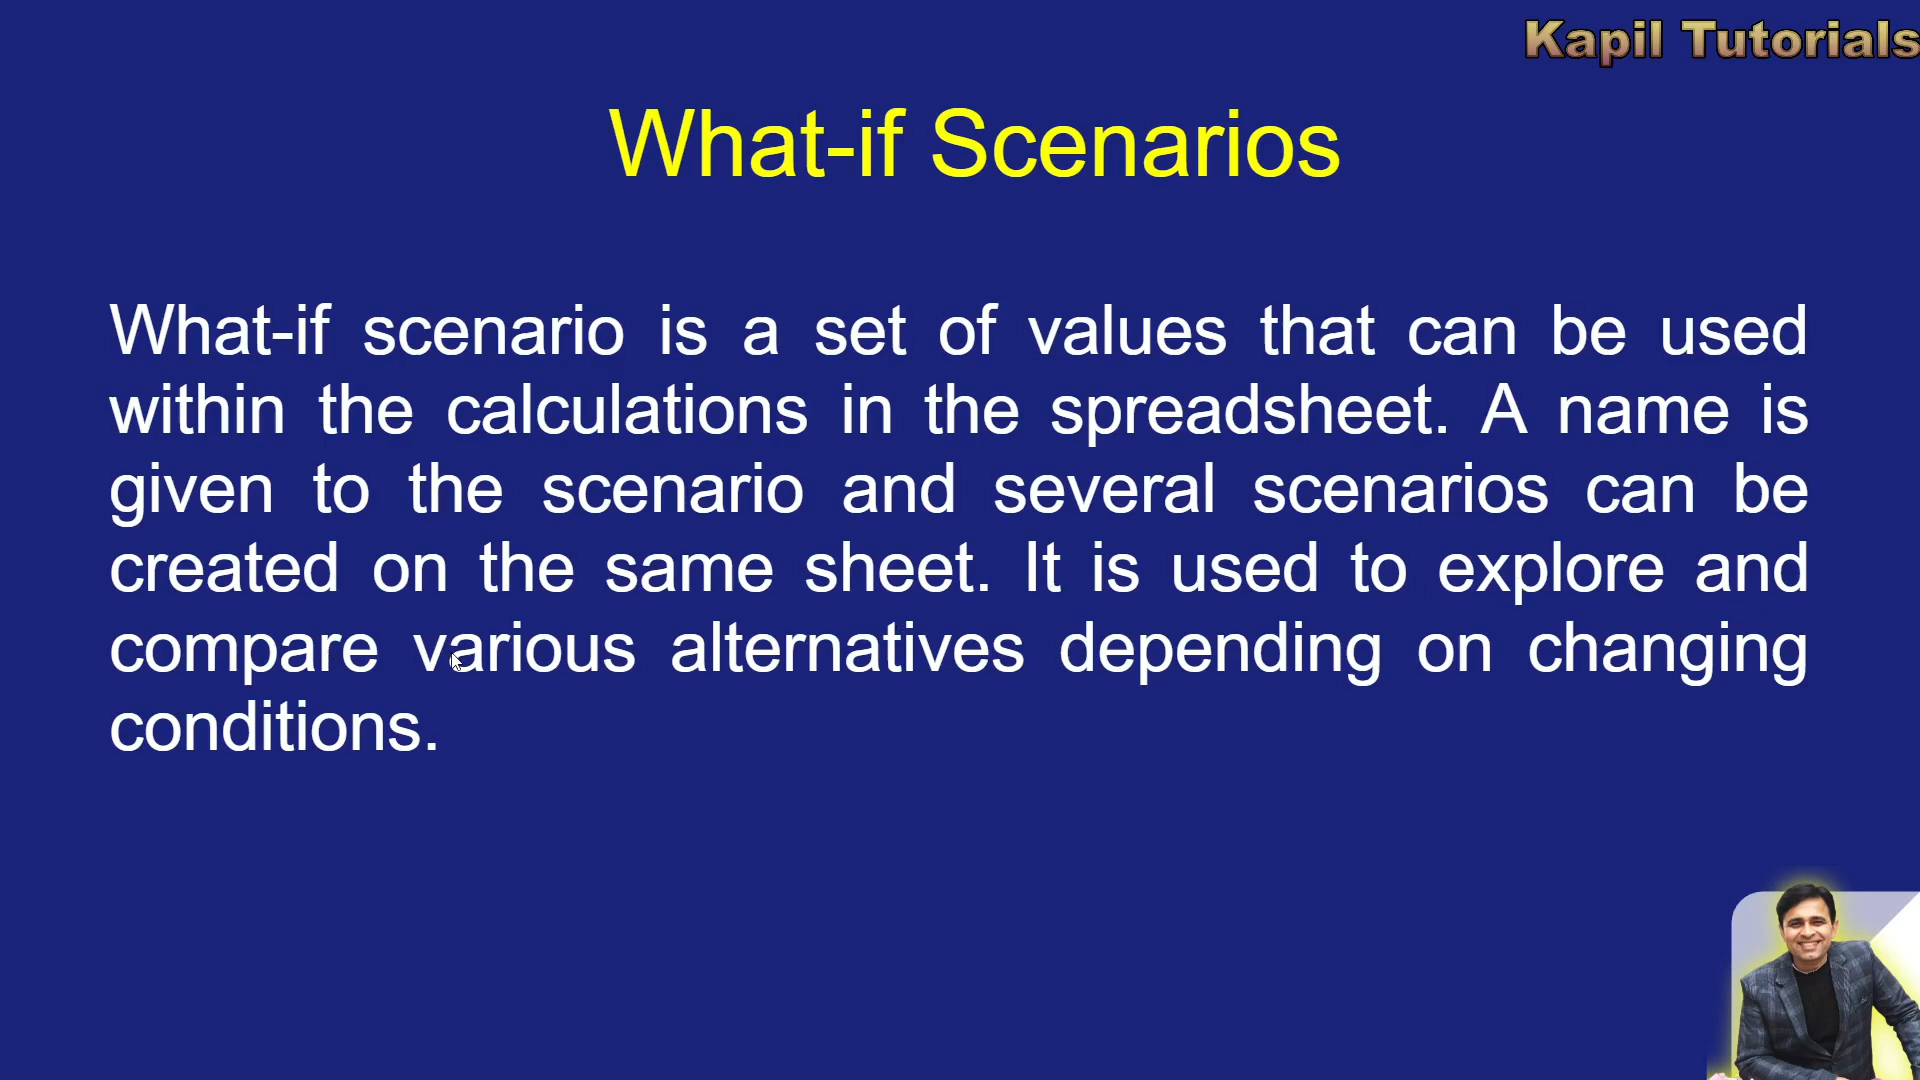 Kapil Tutorials
What-if Scenarios
What-if scenario is a set of values that can be used
within the calculations in the spreadsheet. A name is
given to the scenario and several scenarios can be
created on the same sheet. It is used to explore and
compare various alternatives depending on changing
conditions.